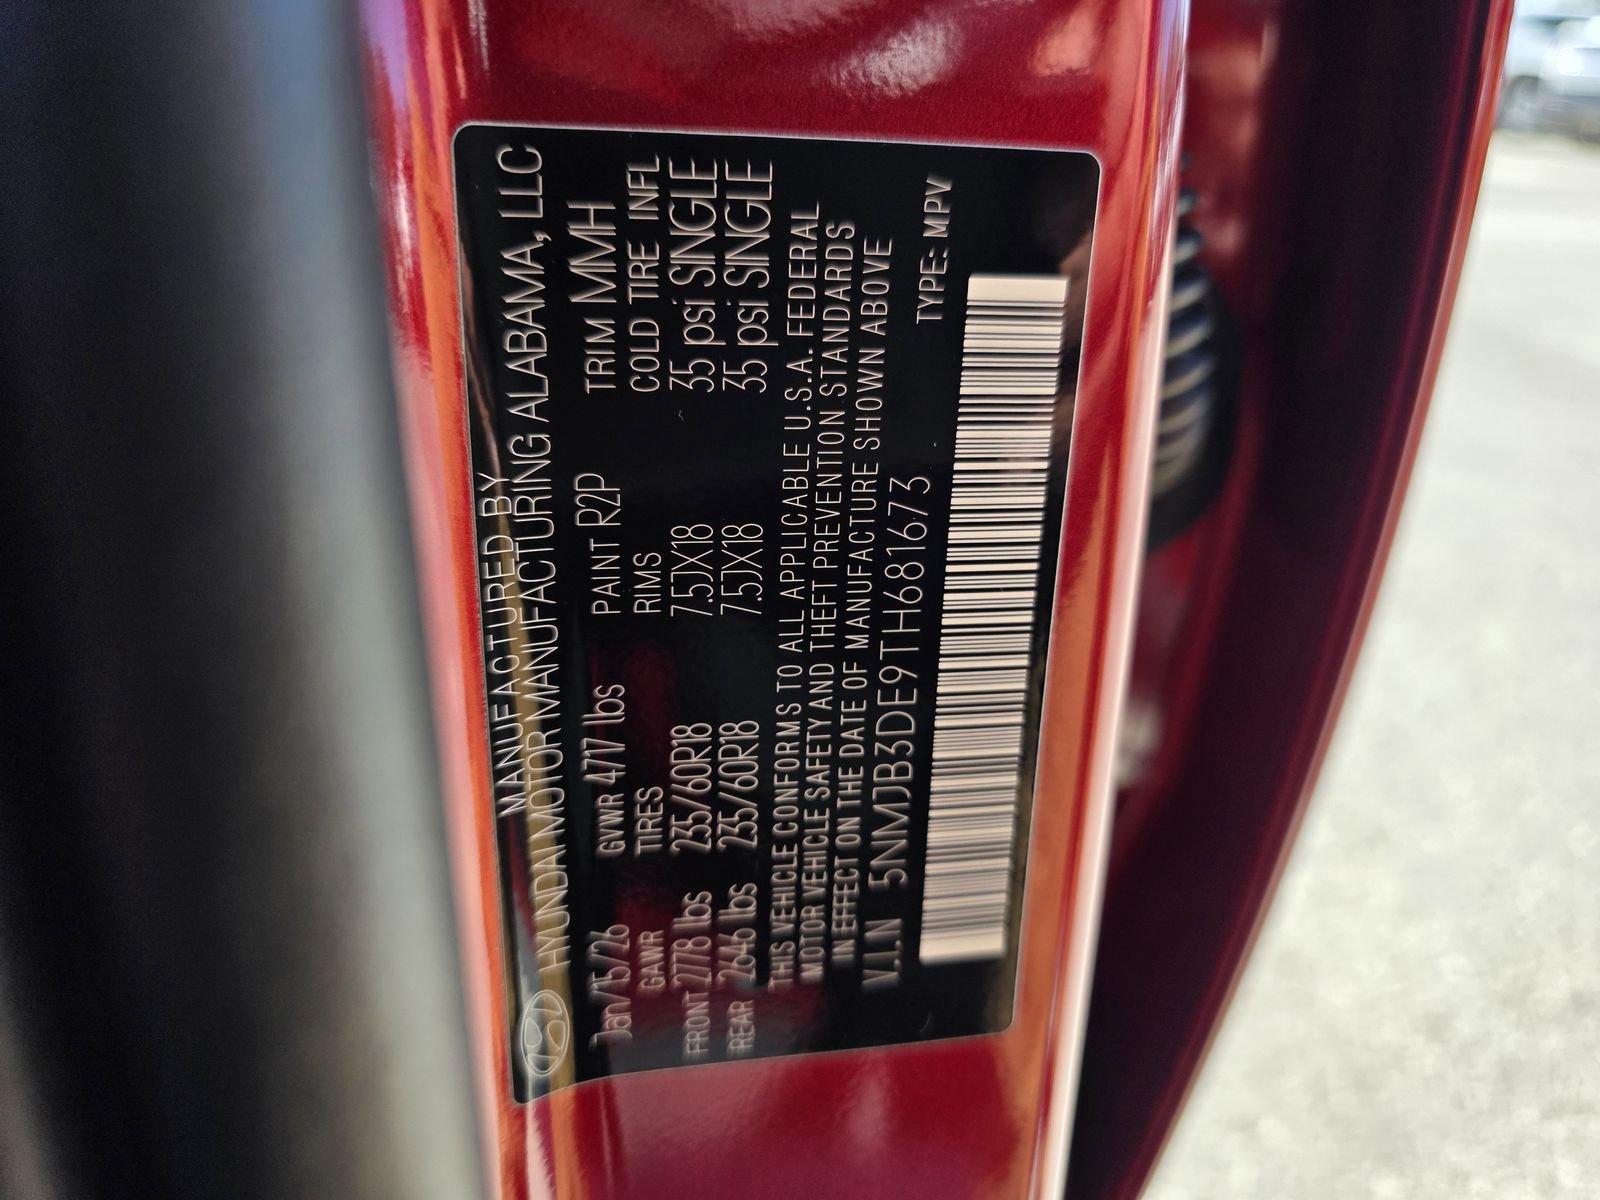 MANUFACTURED BY
HYUNDAI MOTOR MANUFACTURING ALABAMA, LLC
Jan/15/26 GVWR 4717 lbs PAINT R2P TRIM MMH
GAWR TIRES RIMS COLD TIRE INFL
FRONT 2778 lbs 235/60R18 7.5JX18 35 psi SINGLE
REAR 2646 lbs 235/60R18 7.5JX18 35 psi SINGLE
THIS VEHICLE CONFORMS TO ALL APPLICABLE U.S.A. FEDERAL
MOTOR VEHICLE SAFETY AND THEFT PREVENTION STANDARDS
IN EFFECT ON THE DATE OF MANUFACTURE SHOWN ABOVE
V.I.N 5NMJB3DE9TH681673 TYPE: MPV